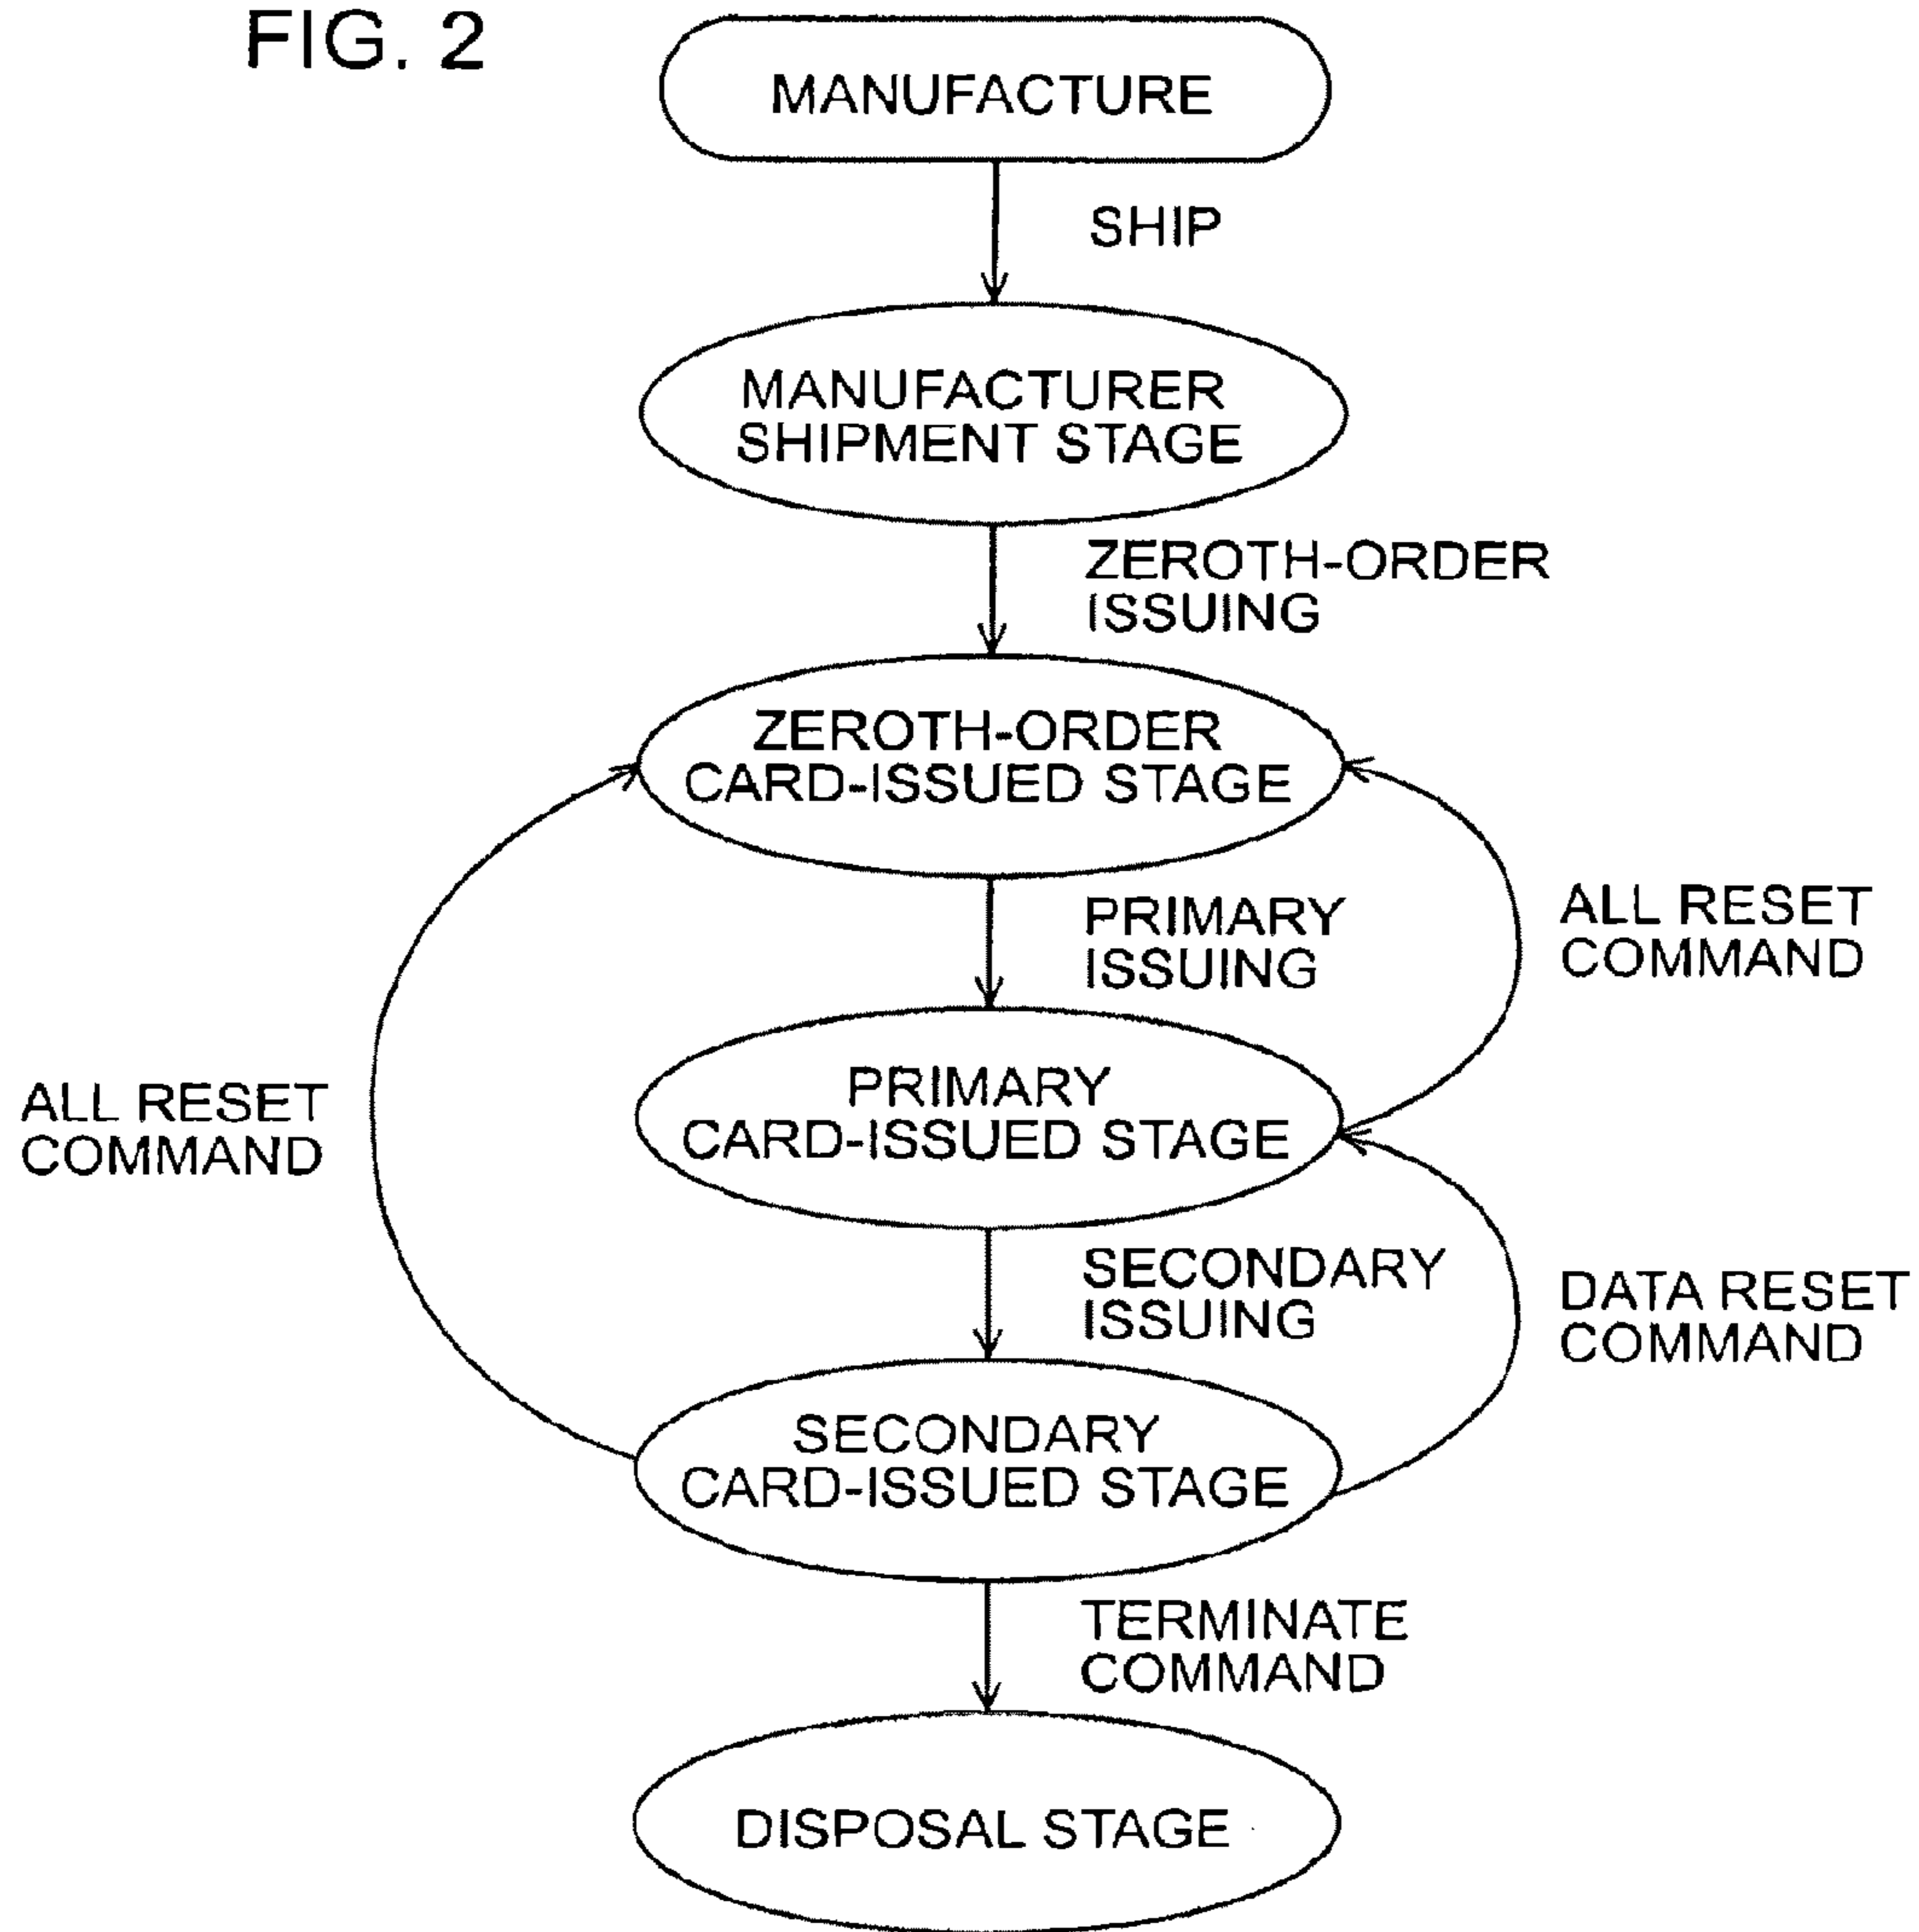 FIG. 2
MANUFACTURE
SHIP
MANUFACTURER
SHIPMENT STAGE
ZEROTH-ORDER
ISSUING
ZEROTH-ORDER
CARD-ISSUED STAGE
PRIMARY
ISSUING
ALL RESET
COMMAND
PRIMARY
CARD-ISSUED STAGE
ALL RESET
COMMAND
SECONDARY
ISSUING
DATA RESET
COMMAND
SECONDARY
CARD-ISSUED STAGE
TERMINATE
COMMAND
DISPOSAL STAGE